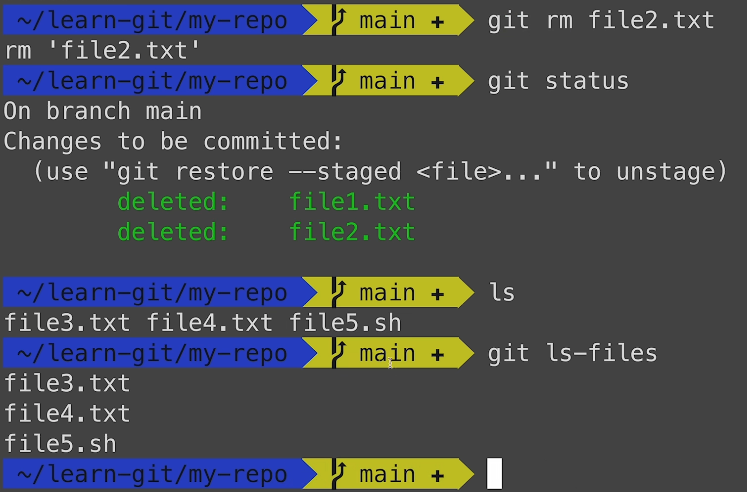 ~/learn-git/my-repo main + git rm file2.txt
rm 'file2.txt'
~/learn-git/my-repo main + git status
On branch main
Changes to be committed:
(use "git restore --staged <file>..." to unstage)
deleted: file1.txt
deleted: file2.txt
~/learn-git/my-repo main + ls
file3.txt file4.txt file5.sh
~/learn-git/my-repo main + git ls-files
file3.txt
file4.txt
file5.sh
~/learn-git/my-repo main +